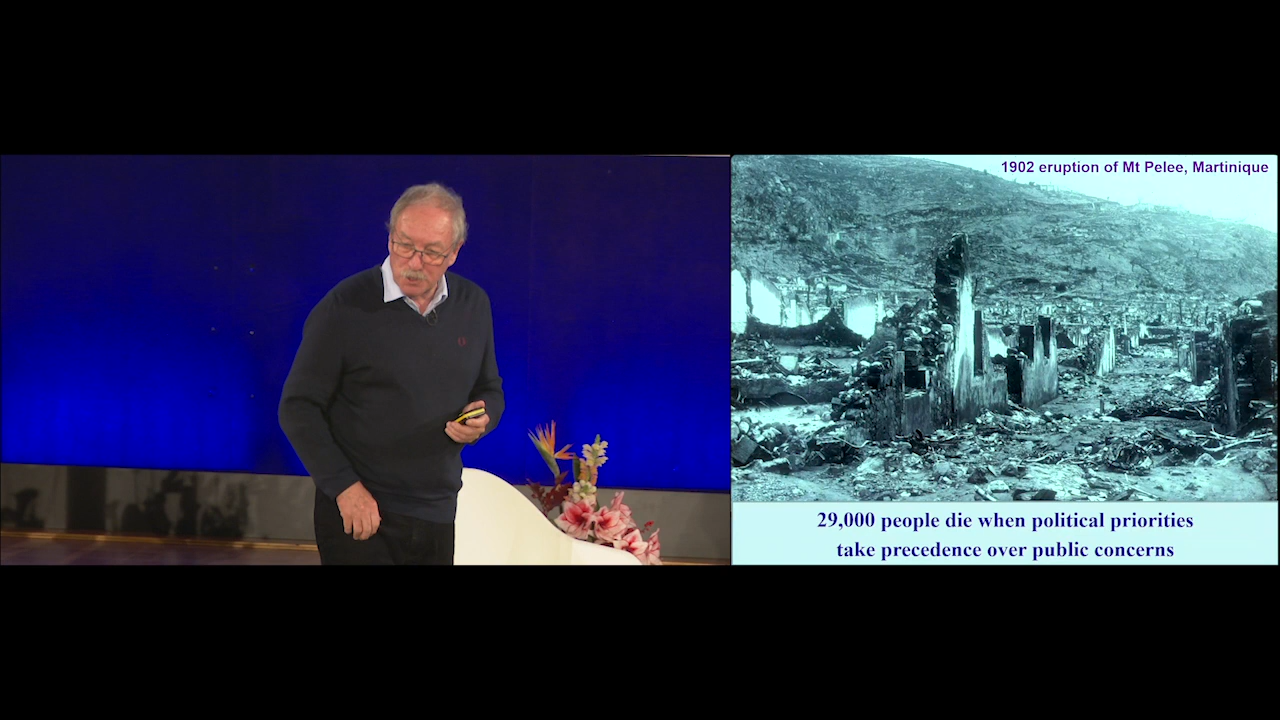 1902 eruption of Mt Pelee, Martinique
29,000 people die when political priorities
take precedence over public concerns